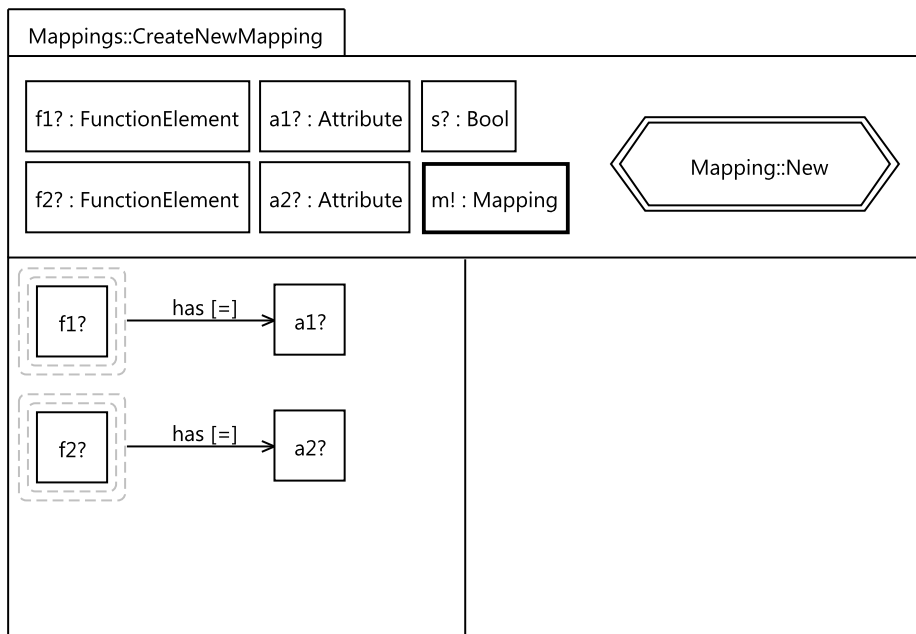 Mappings::CreateNewMapping
f1? : FunctionElement
a1? : Attribute
s? : Bool
f2? : FunctionElement
a2? : Attribute
m! : Mapping
Mapping::New
f1?
has [=]
a1?
f2?
has [=]
a2?